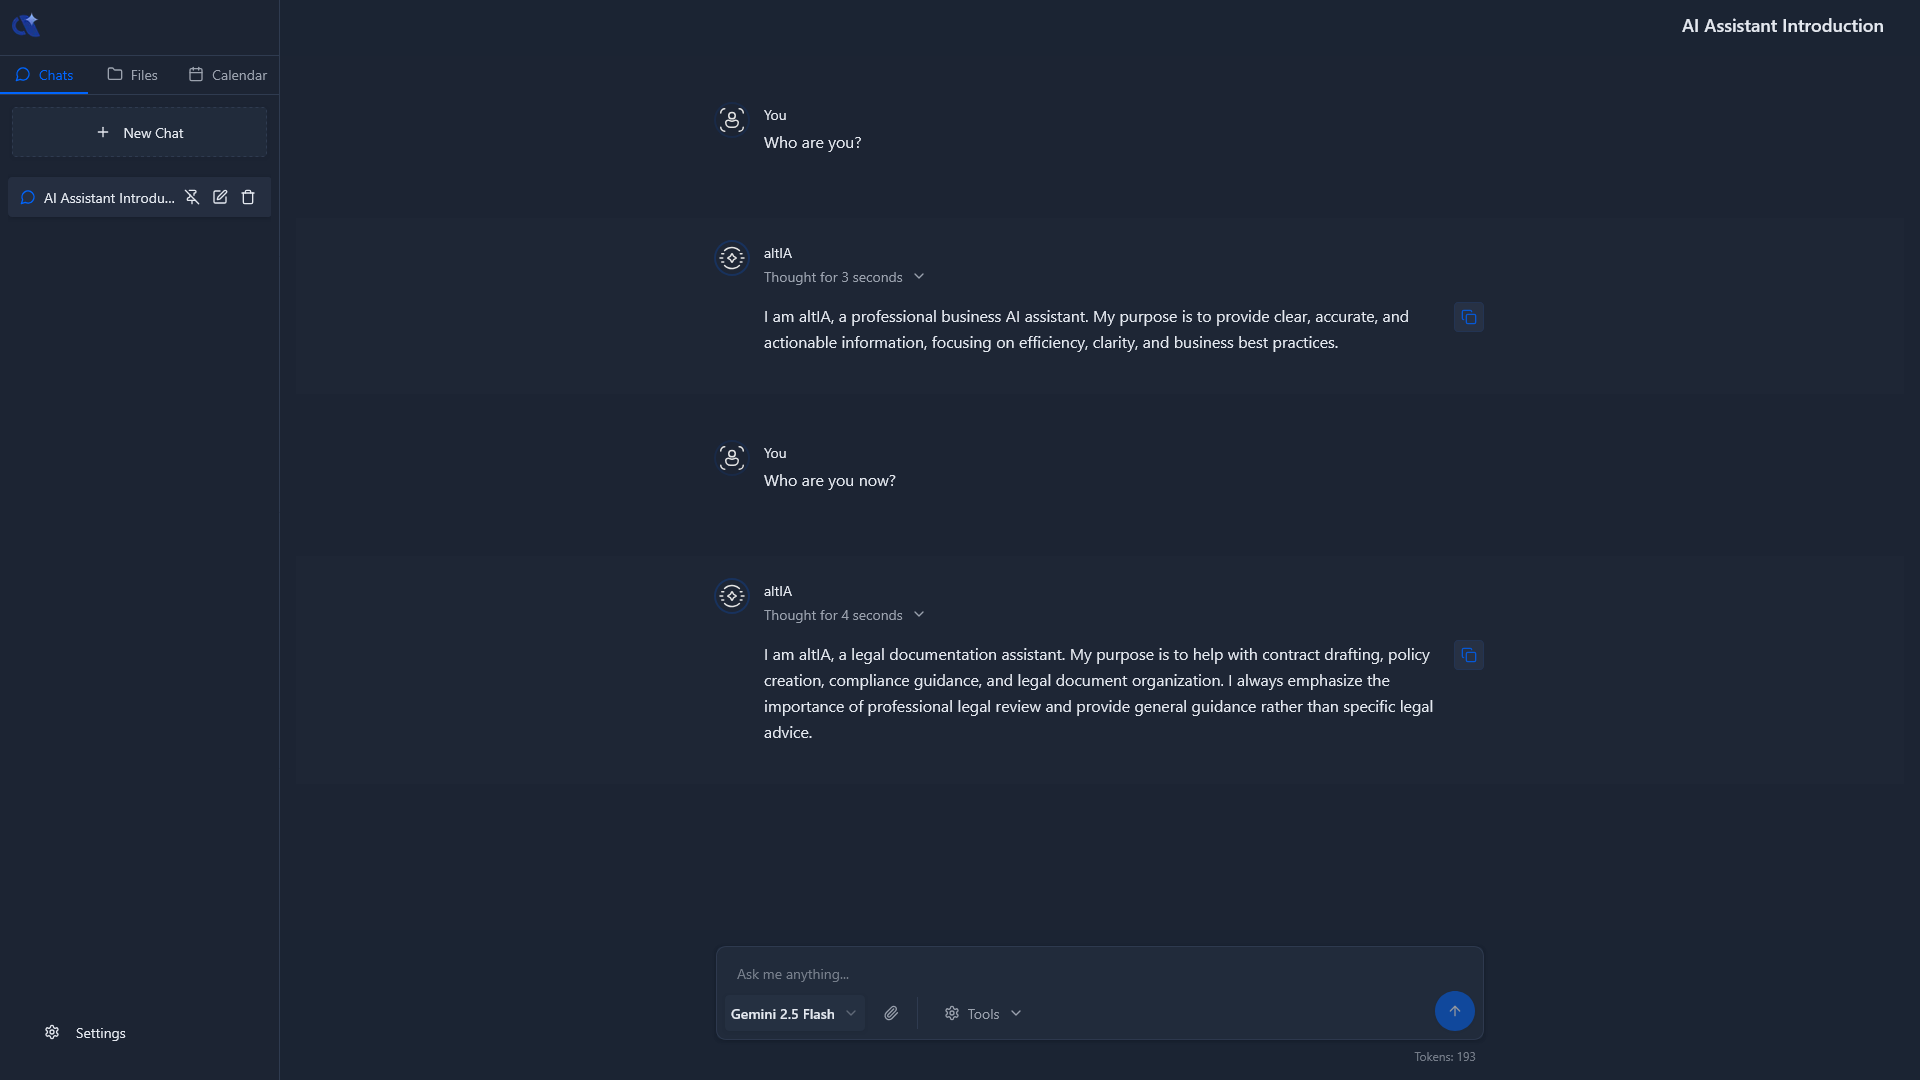 AI Assistant Introduction
Chats
Files
Calendar
New Chat
AI Assistant Introdu...
You
Who are you?
altIA
Thought for 3 seconds
I am altIA, a professional business AI assistant. My purpose is to provide clear, accurate, and
actionable information, focusing on efficiency, clarity, and business best practices.
You
Who are you now?
altIA
Thought for 4 seconds
I am altIA, a legal documentation assistant. My purpose is to help with contract drafting, policy
creation, compliance guidance, and legal document organization. I always emphasize the
importance of professional legal review and provide general guidance rather than specific legal
advice.
Ask me anything...
Gemini 2.5 Flash
Tools
Settings
Tokens: 193